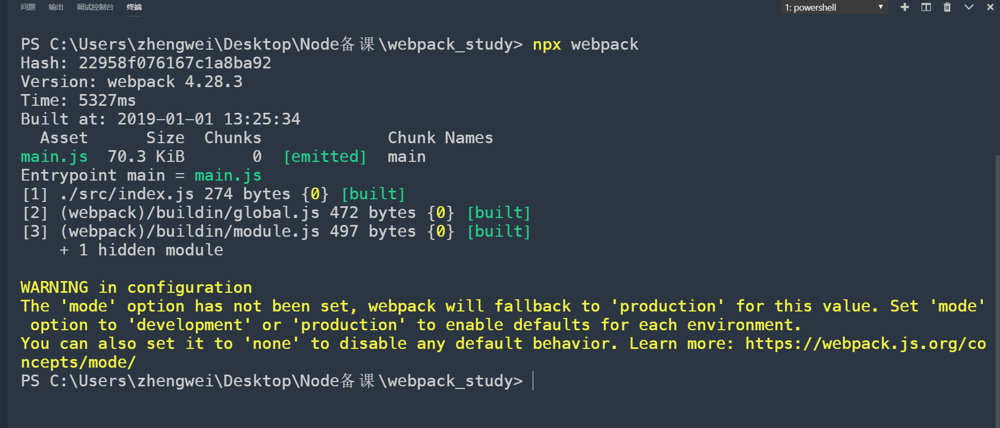 问题 输出 调试控制台 终端 1: powershell
PS C:\Users\zhengwei\Desktop\Node备课\webpack_study> npx webpack
Hash: 22958f076167c1a8ba92
Version: webpack 4.28.3
Time: 5327ms
Built at: 2019-01-01 13:25:34
Asset Size Chunks Chunk Names
main.js 70.3 KiB 0 [emitted] main
Entrypoint main = main.js
[1] ./src/index.js 274 bytes {0} [built]
[2] (webpack)/buildin/global.js 472 bytes {0} [built]
[3] (webpack)/buildin/module.js 497 bytes {0} [built]
+ 1 hidden module
WARNING in configuration
The 'mode' option has not been set, webpack will fallback to 'production' for this value. Set 'mode'
option to 'development' or 'production' to enable defaults for each environment.
You can also set it to 'none' to disable any default behavior. Learn more: https://webpack.js.org/co
ncepts/mode/
PS C:\Users\zhengwei\Desktop\Node备课\webpack_study>